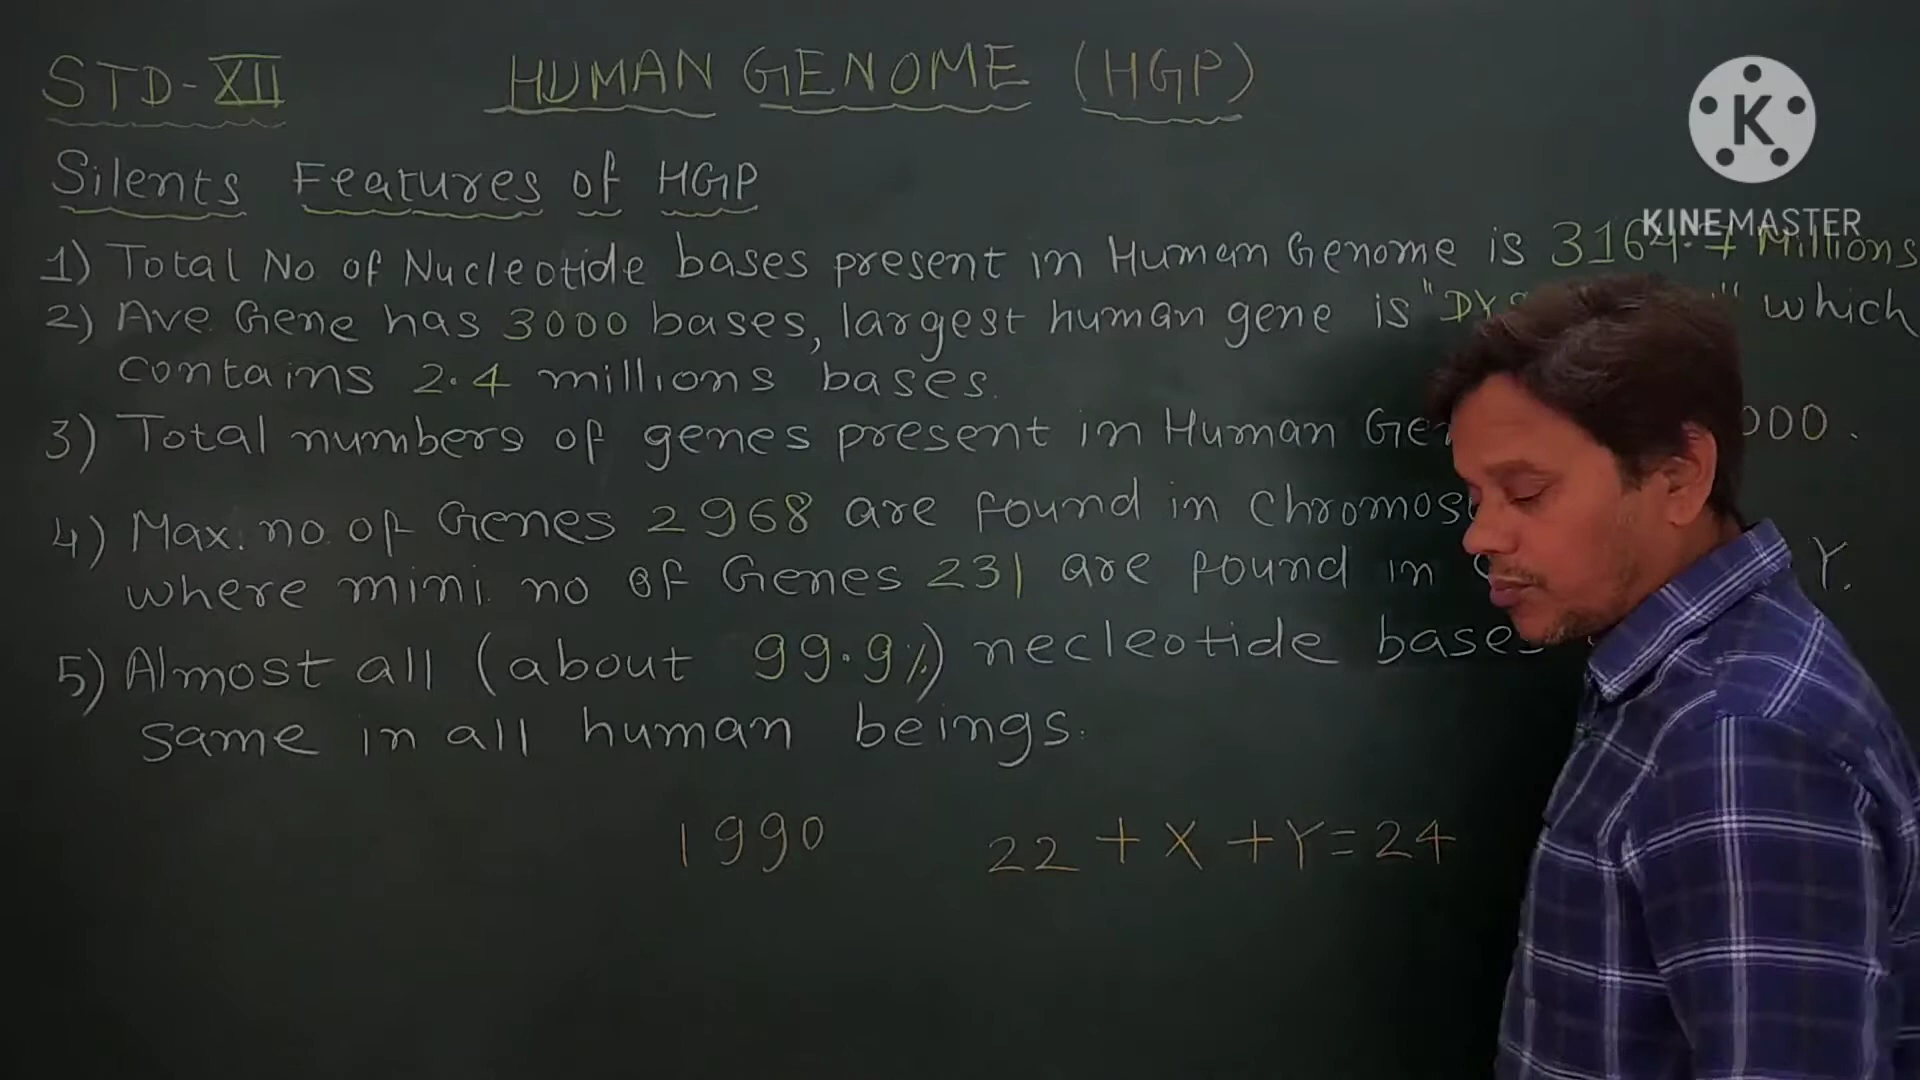 STD-XII HUMAN GENOME (HGP)
K
KINEMASTER
Silents Features of HGP
1) Total No of Nucleotide bases present in Human Genome is 3164.7 Millions
2) Ave Gene has 3000 bases, largest human gene is " " which
contains 2.4 millions bases.
3) Total numbers of genes present in Human 000.
4) Max. no. of Genes 2968 are found in
where mini. no of Genes 231 are found in Y.
5) Almost all (about 99.9%) necleotide bases
same in all human beings.
1990 22 + X + Y = 24